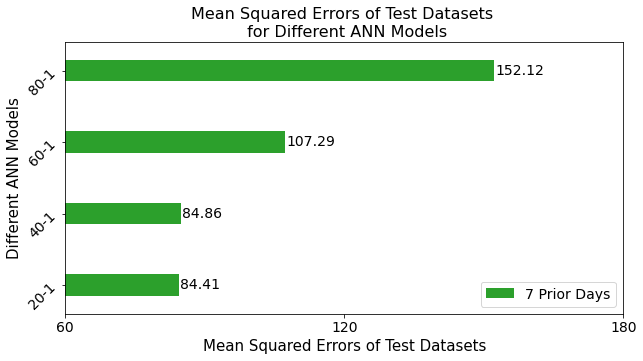 Mean Squared Errors of Test Datasets
for Different ANN Models
Different ANN Models
80-1
152.12
60-1
107.29
40-1
84.86
20-1
84.41
7 Prior Days
60
120
180
Mean Squared Errors of Test Datasets